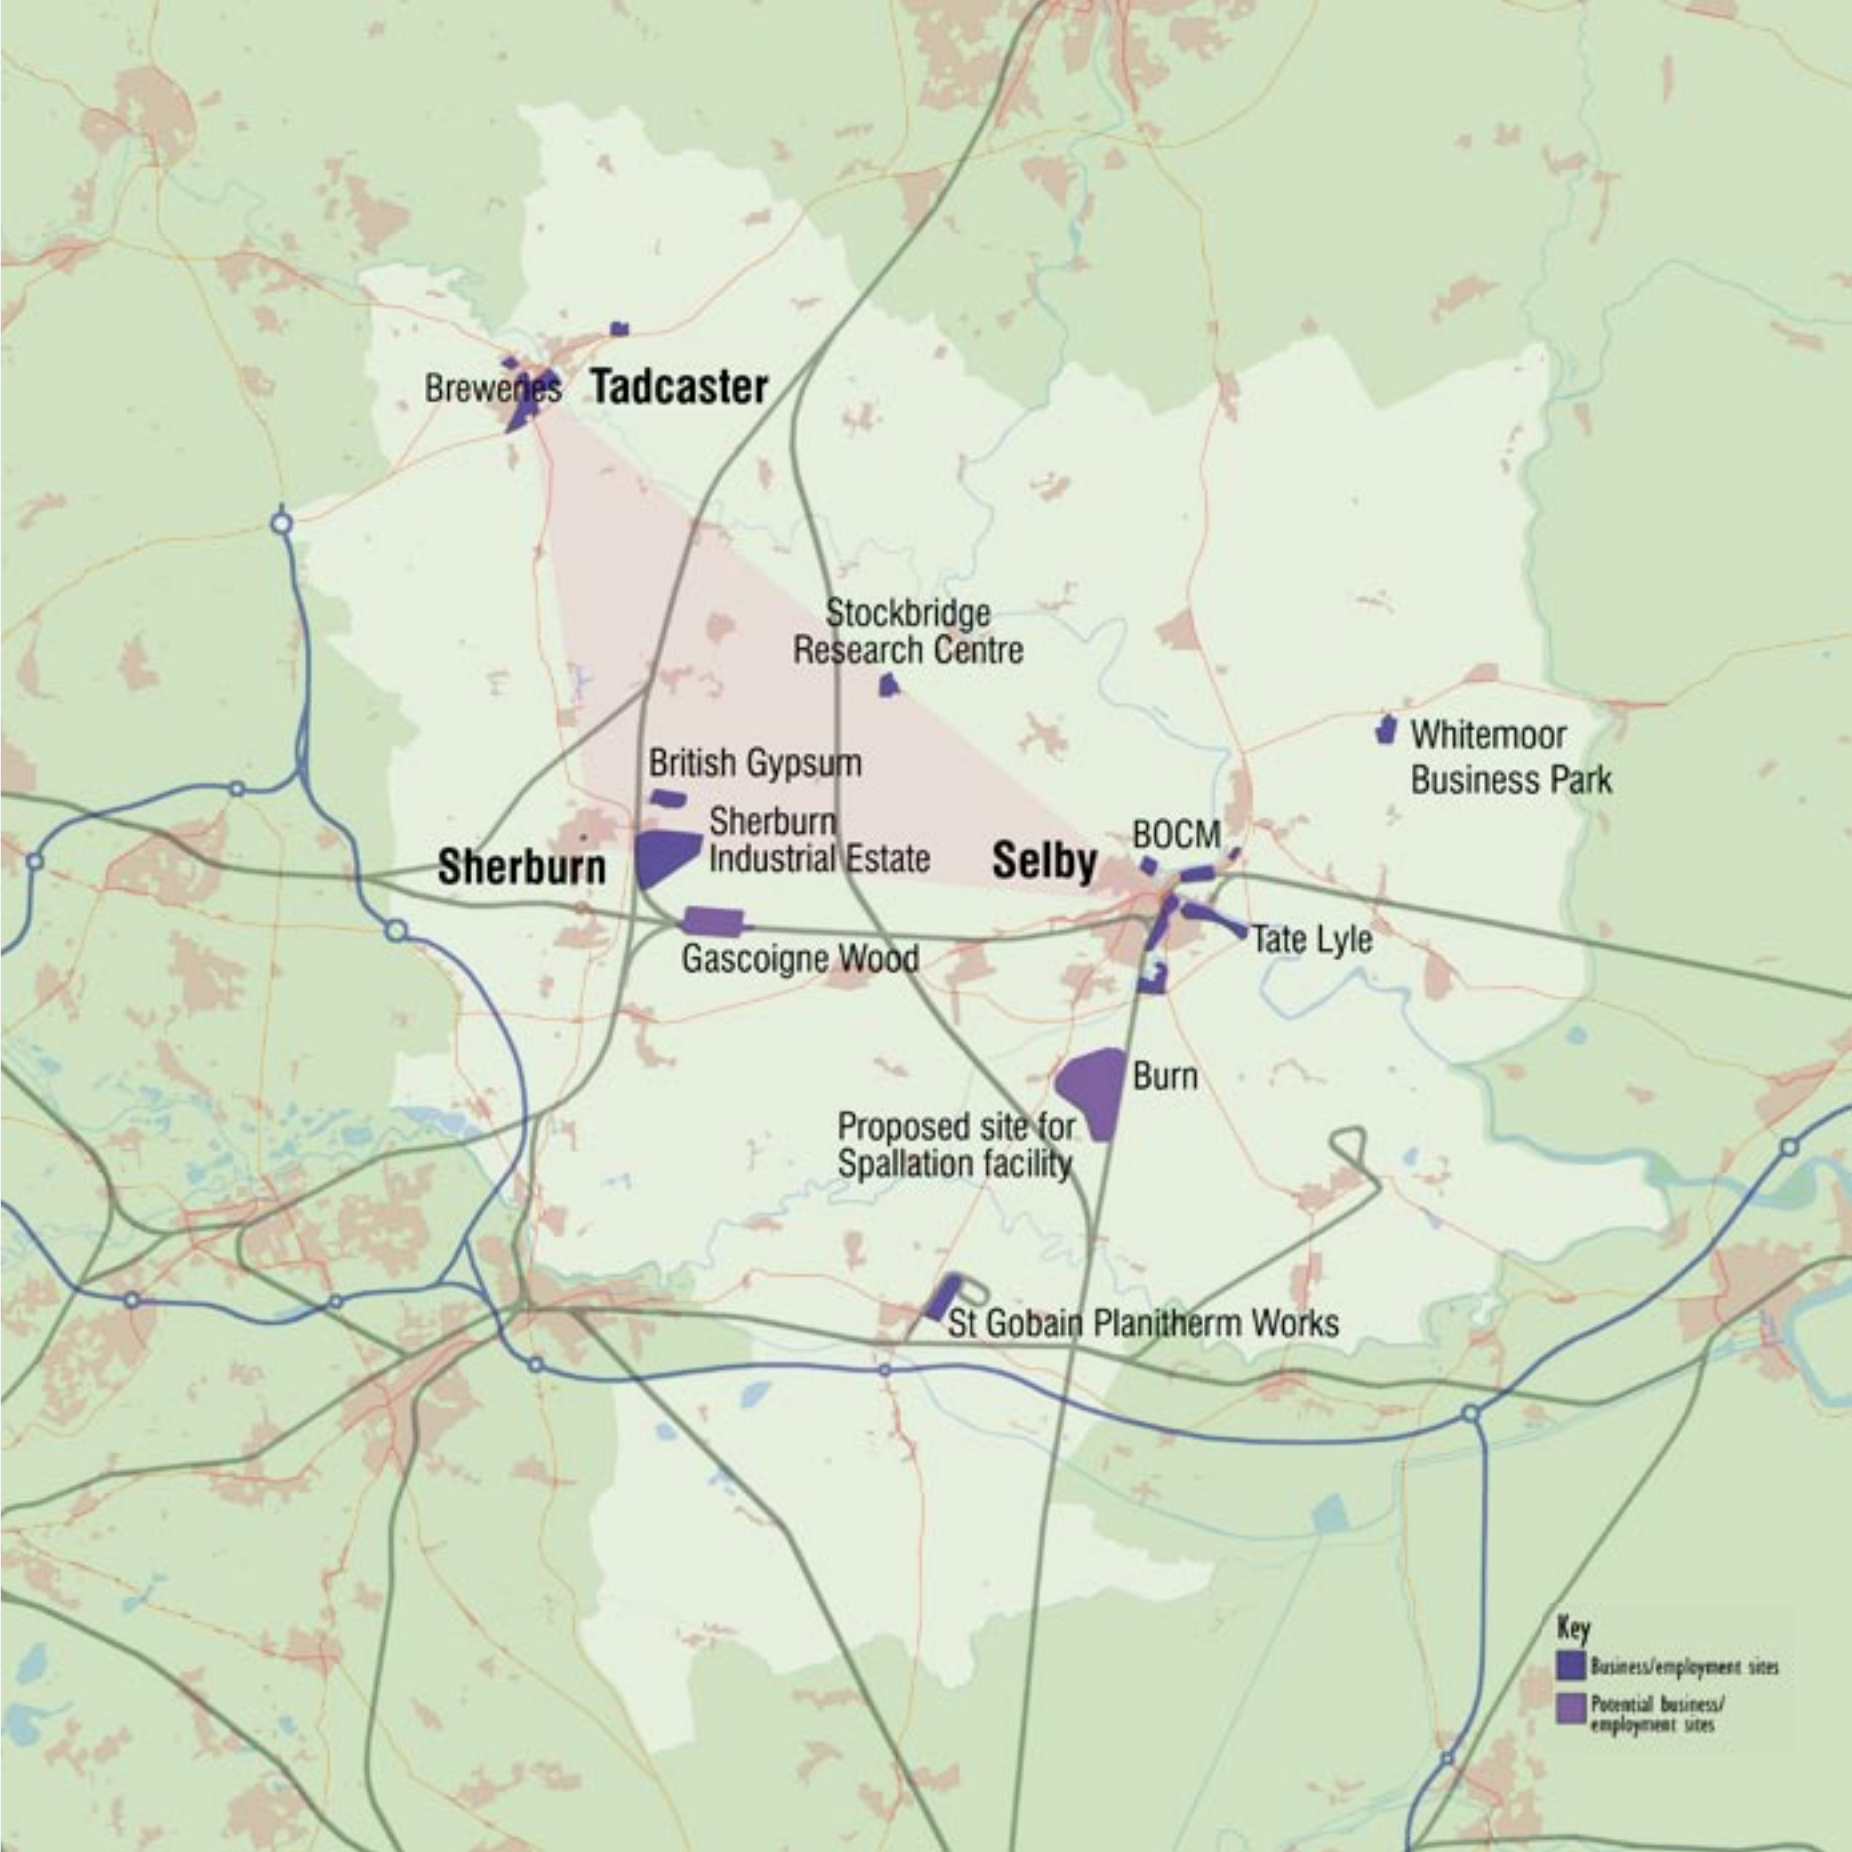 Breweries
Tadcaster
Stockbridge
Research Centre
Whitemoor
Business Park
British Gypsum
Sherburn
Industrial Estate
Sherburn
Selby
BOCM
Tate Lyle
Gascoigne Wood
Burn
Proposed site for
Spallation facility
St Gobain Planitherm Works
Key
Business/employment sites
Potential business/
employment sites